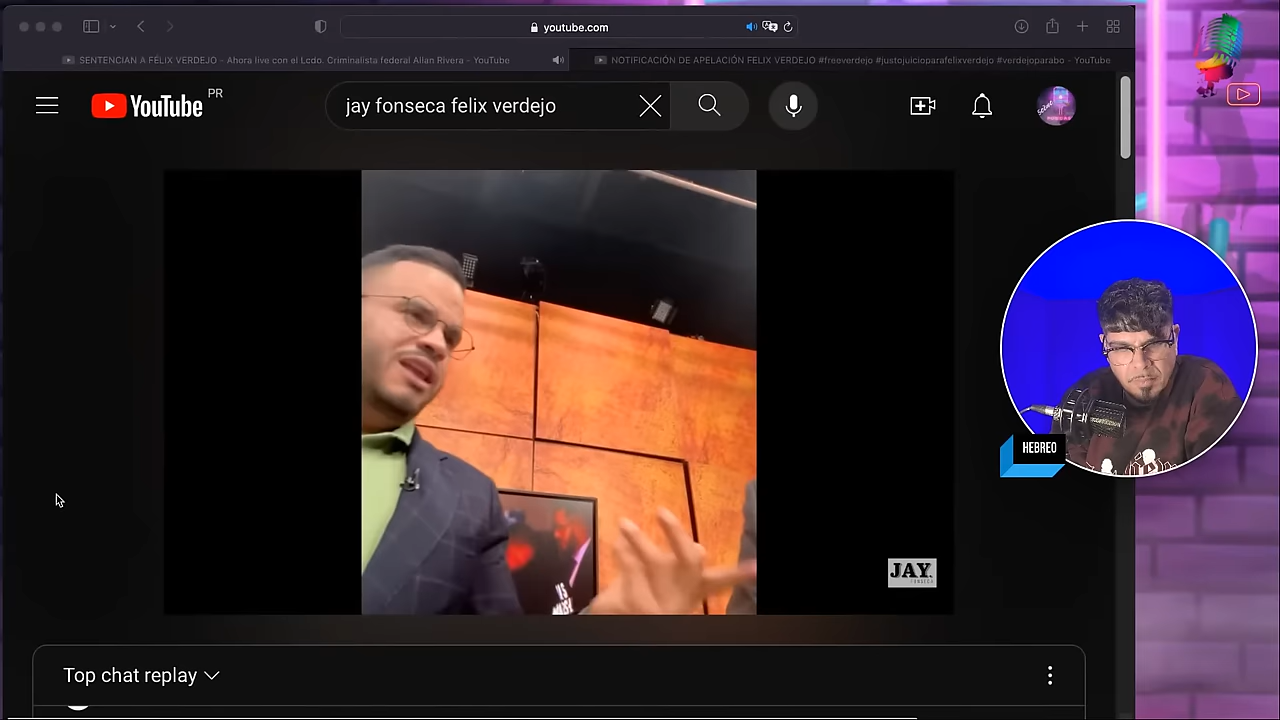 youtube.com
SENTENCIAN A FÉLIX VERDEJO - Ahora live con el Lcdo. Criminalista federal Allan Rivera - YouTube
NOTIFICACIÓN DE APELACIÓN FELIX VERDEJO #freeverdejo #justojuicioparafelixverdejo #verdejoparabo - YouTube
YouTube PR
jay fonseca felix verdejo
HEBREO
JAY
FONSECA
Top chat replay